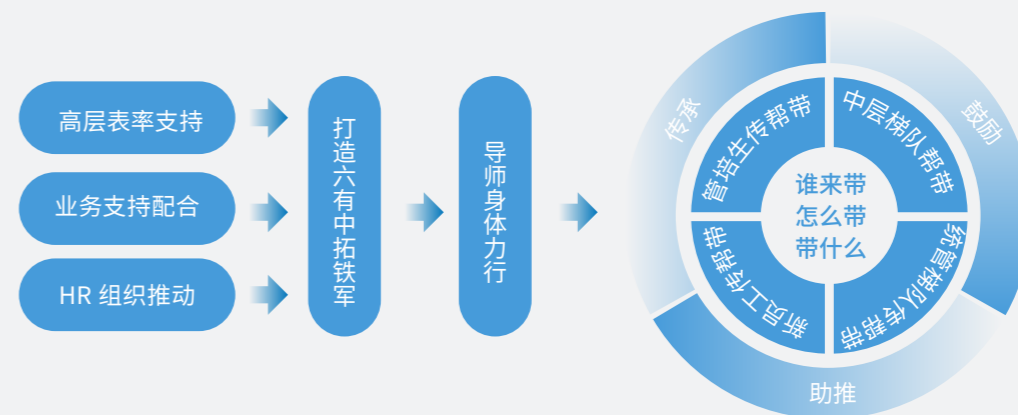 高层表率支持
业务支持配合
HR 组织推动
打造六有中拓铁军
导师身体力行
传承
鼓励
助推
管培生传帮带
中层梯队帮带
新员工传帮带
统管梯队传帮带
谁来带
怎么带
带什么